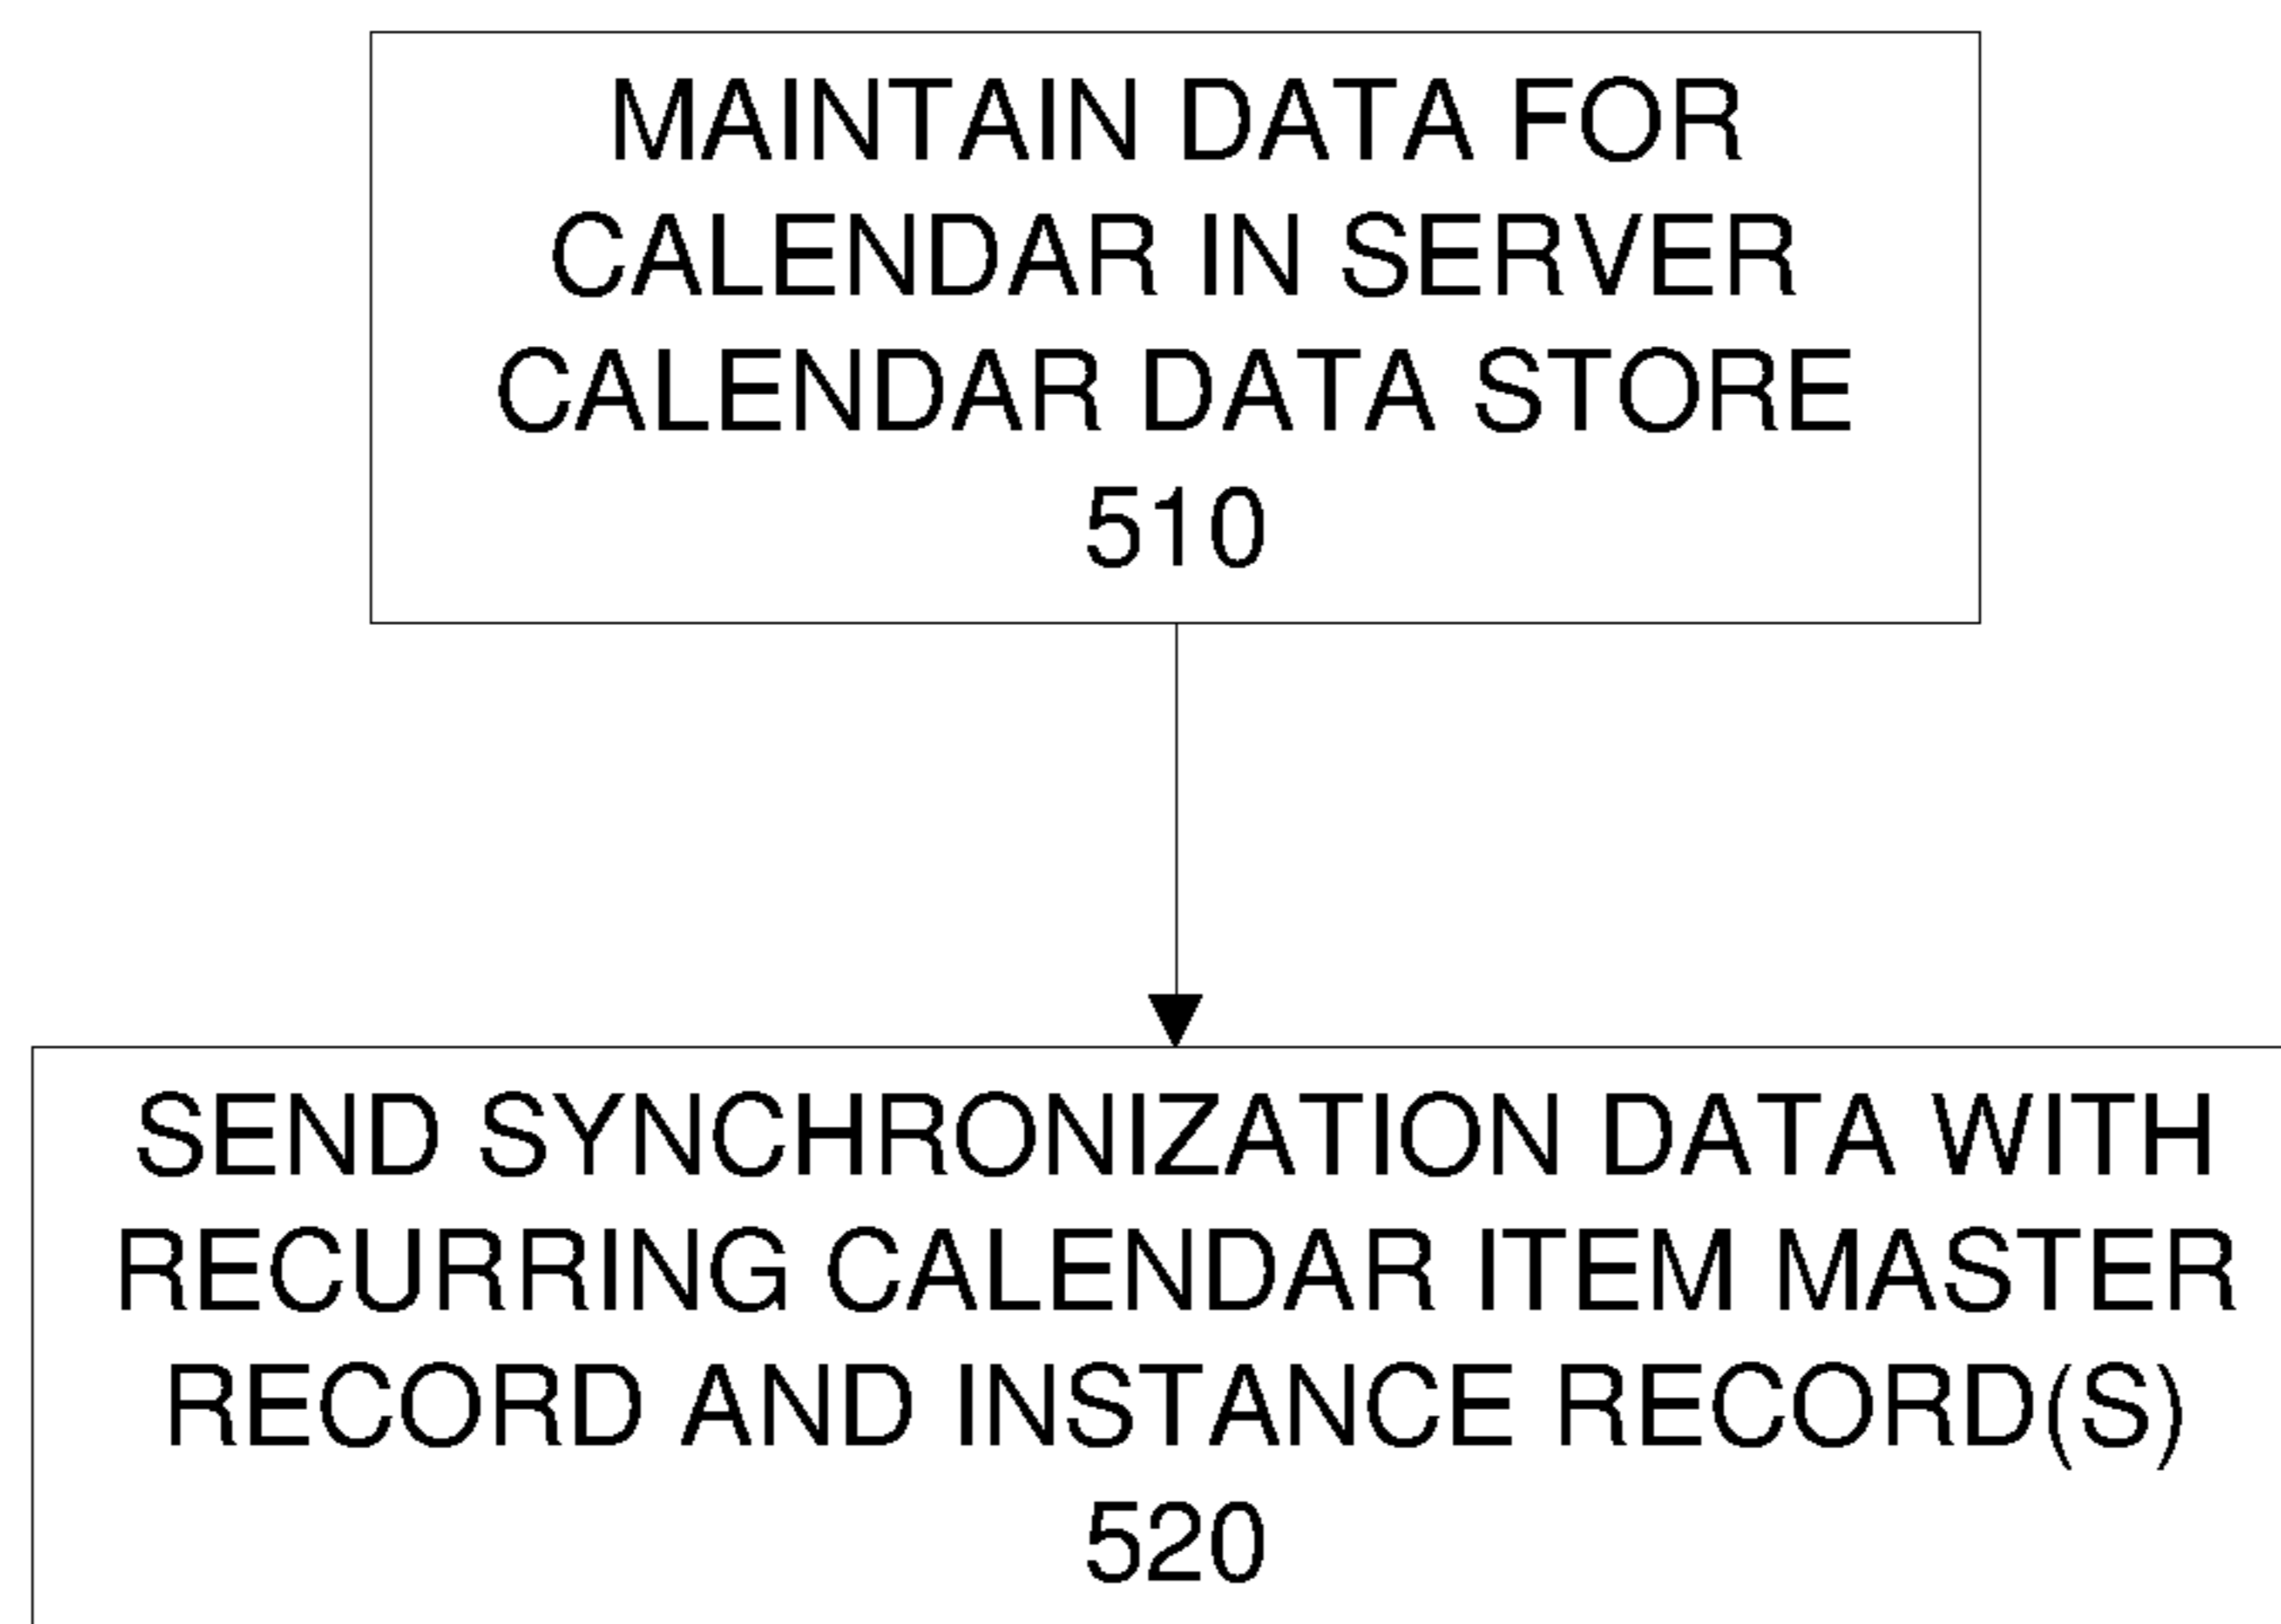 MAINTAIN DATA FOR
CALENDAR IN SERVER
CALENDAR DATA STORE
510
SEND SYNCHRONIZATION DATA WITH
RECURRING CALENDAR ITEM MASTER
RECORD AND INSTANCE RECORD(S)
520